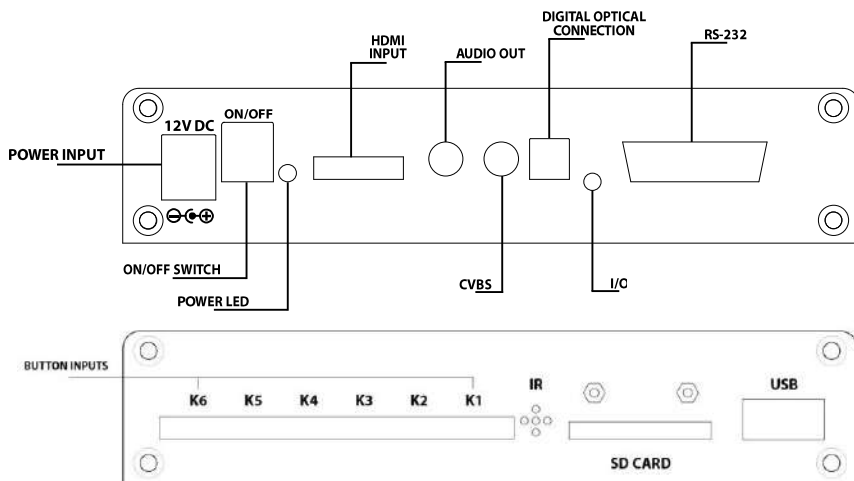 DIGITAL OPTICAL
CONNECTION
HDMI
INPUT
AUDIO OUT
RS-232
ON/OFF
12V DC
POWER INPUT
ON/OFF SWITCH
POWER LED
CVBS
I/O
BUTTON INPUTS
K6 K5 K4 K3 K2 K1
IR
USB
SD CARD